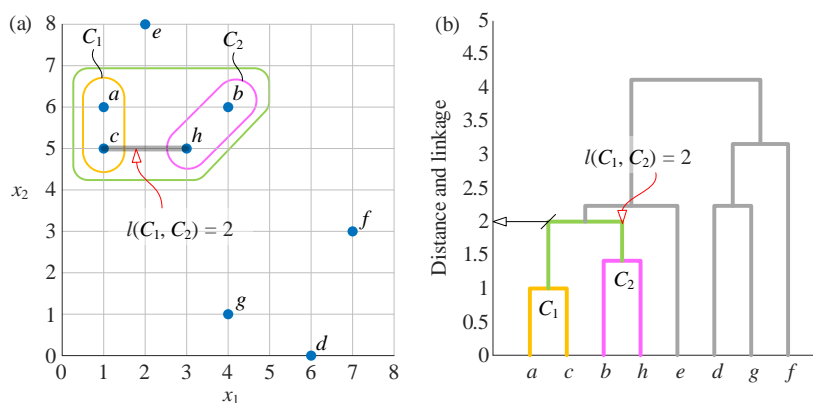 (a)
8
7
6
5
4
3
2
1
0
x2
C1
C2
e
a
b
c
h
l(C1, C2) = 2
f
g
d
0 1 2 3 4 5 6 7 8
x1
(b)
Distance and linkage
5
4.5
4
3.5
3
2.5
2
1.5
1
0.5
0
l(C1, C2) = 2
C1
C2
a c b h e d g f